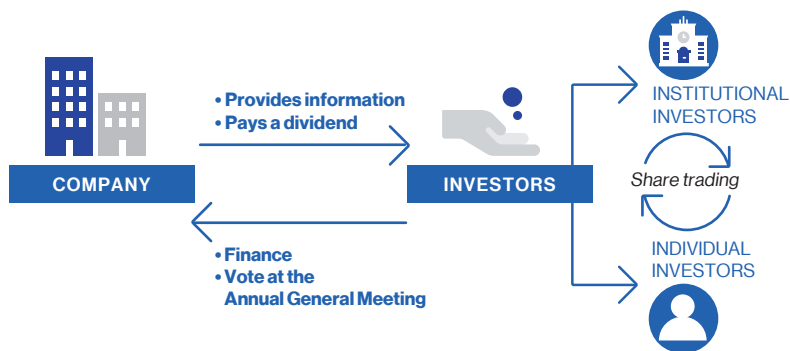 • Provides information
• Pays a dividend
COMPANY
INVESTORS
• Finance
• Vote at the
Annual General Meeting
INSTITUTIONAL
INVESTORS
Share trading
INDIVIDUAL
INVESTORS